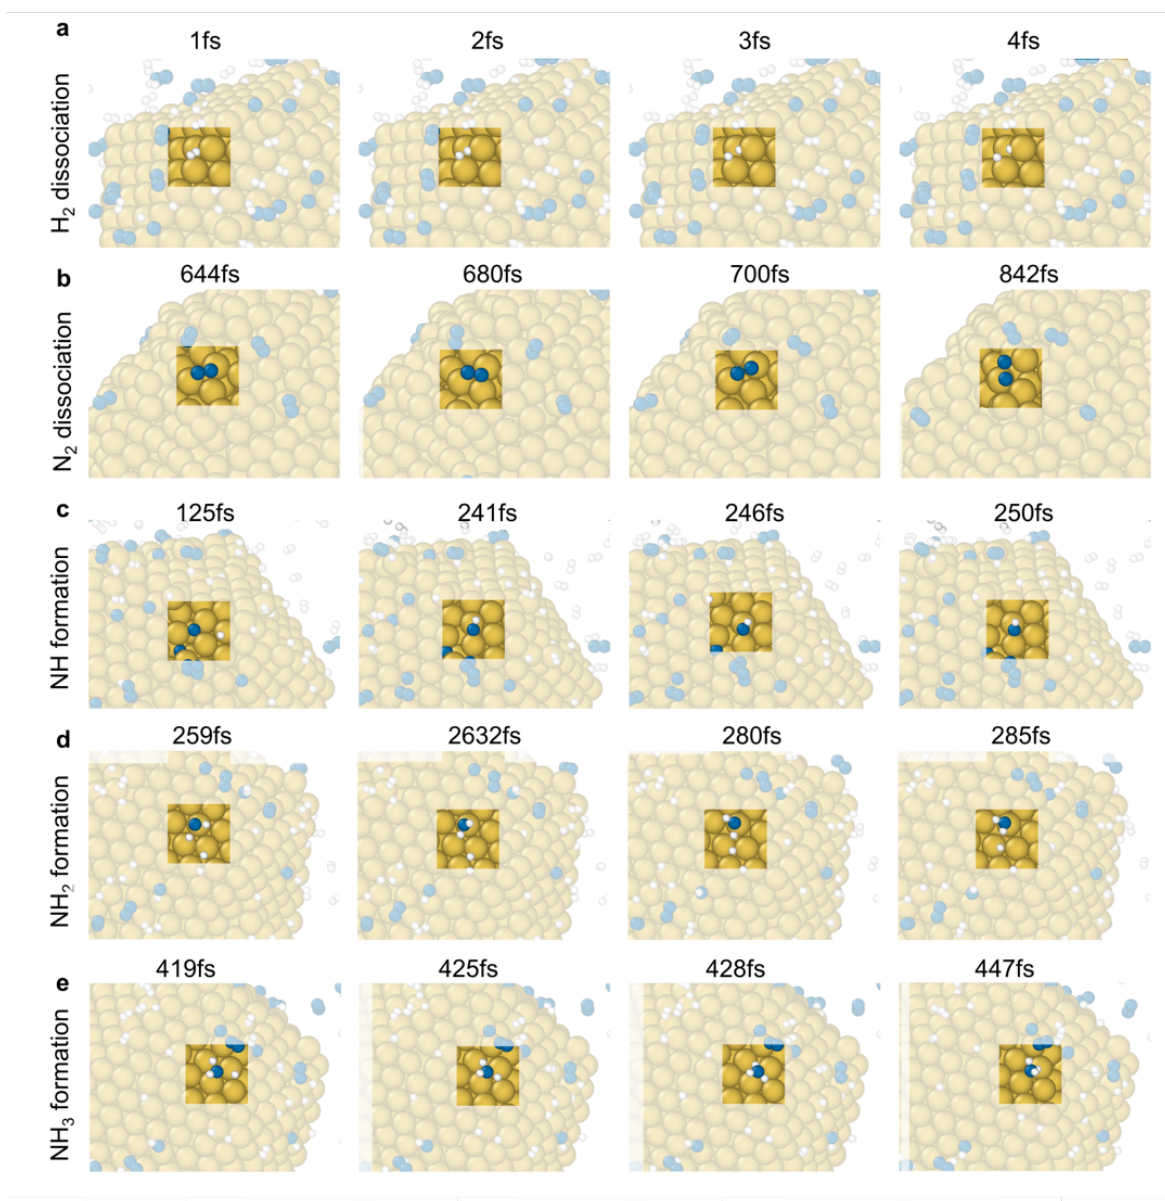 a
1fs 2fs 3fs 4fs
H₂ dissociation
b
644fs 680fs 700fs 842fs
N₂ dissociation
c
125fs 241fs 246fs 250fs
NH formation
d
259fs 2632fs 280fs 285fs
NH₂ formation
e
419fs 425fs 428fs 447fs
NH₃ formation